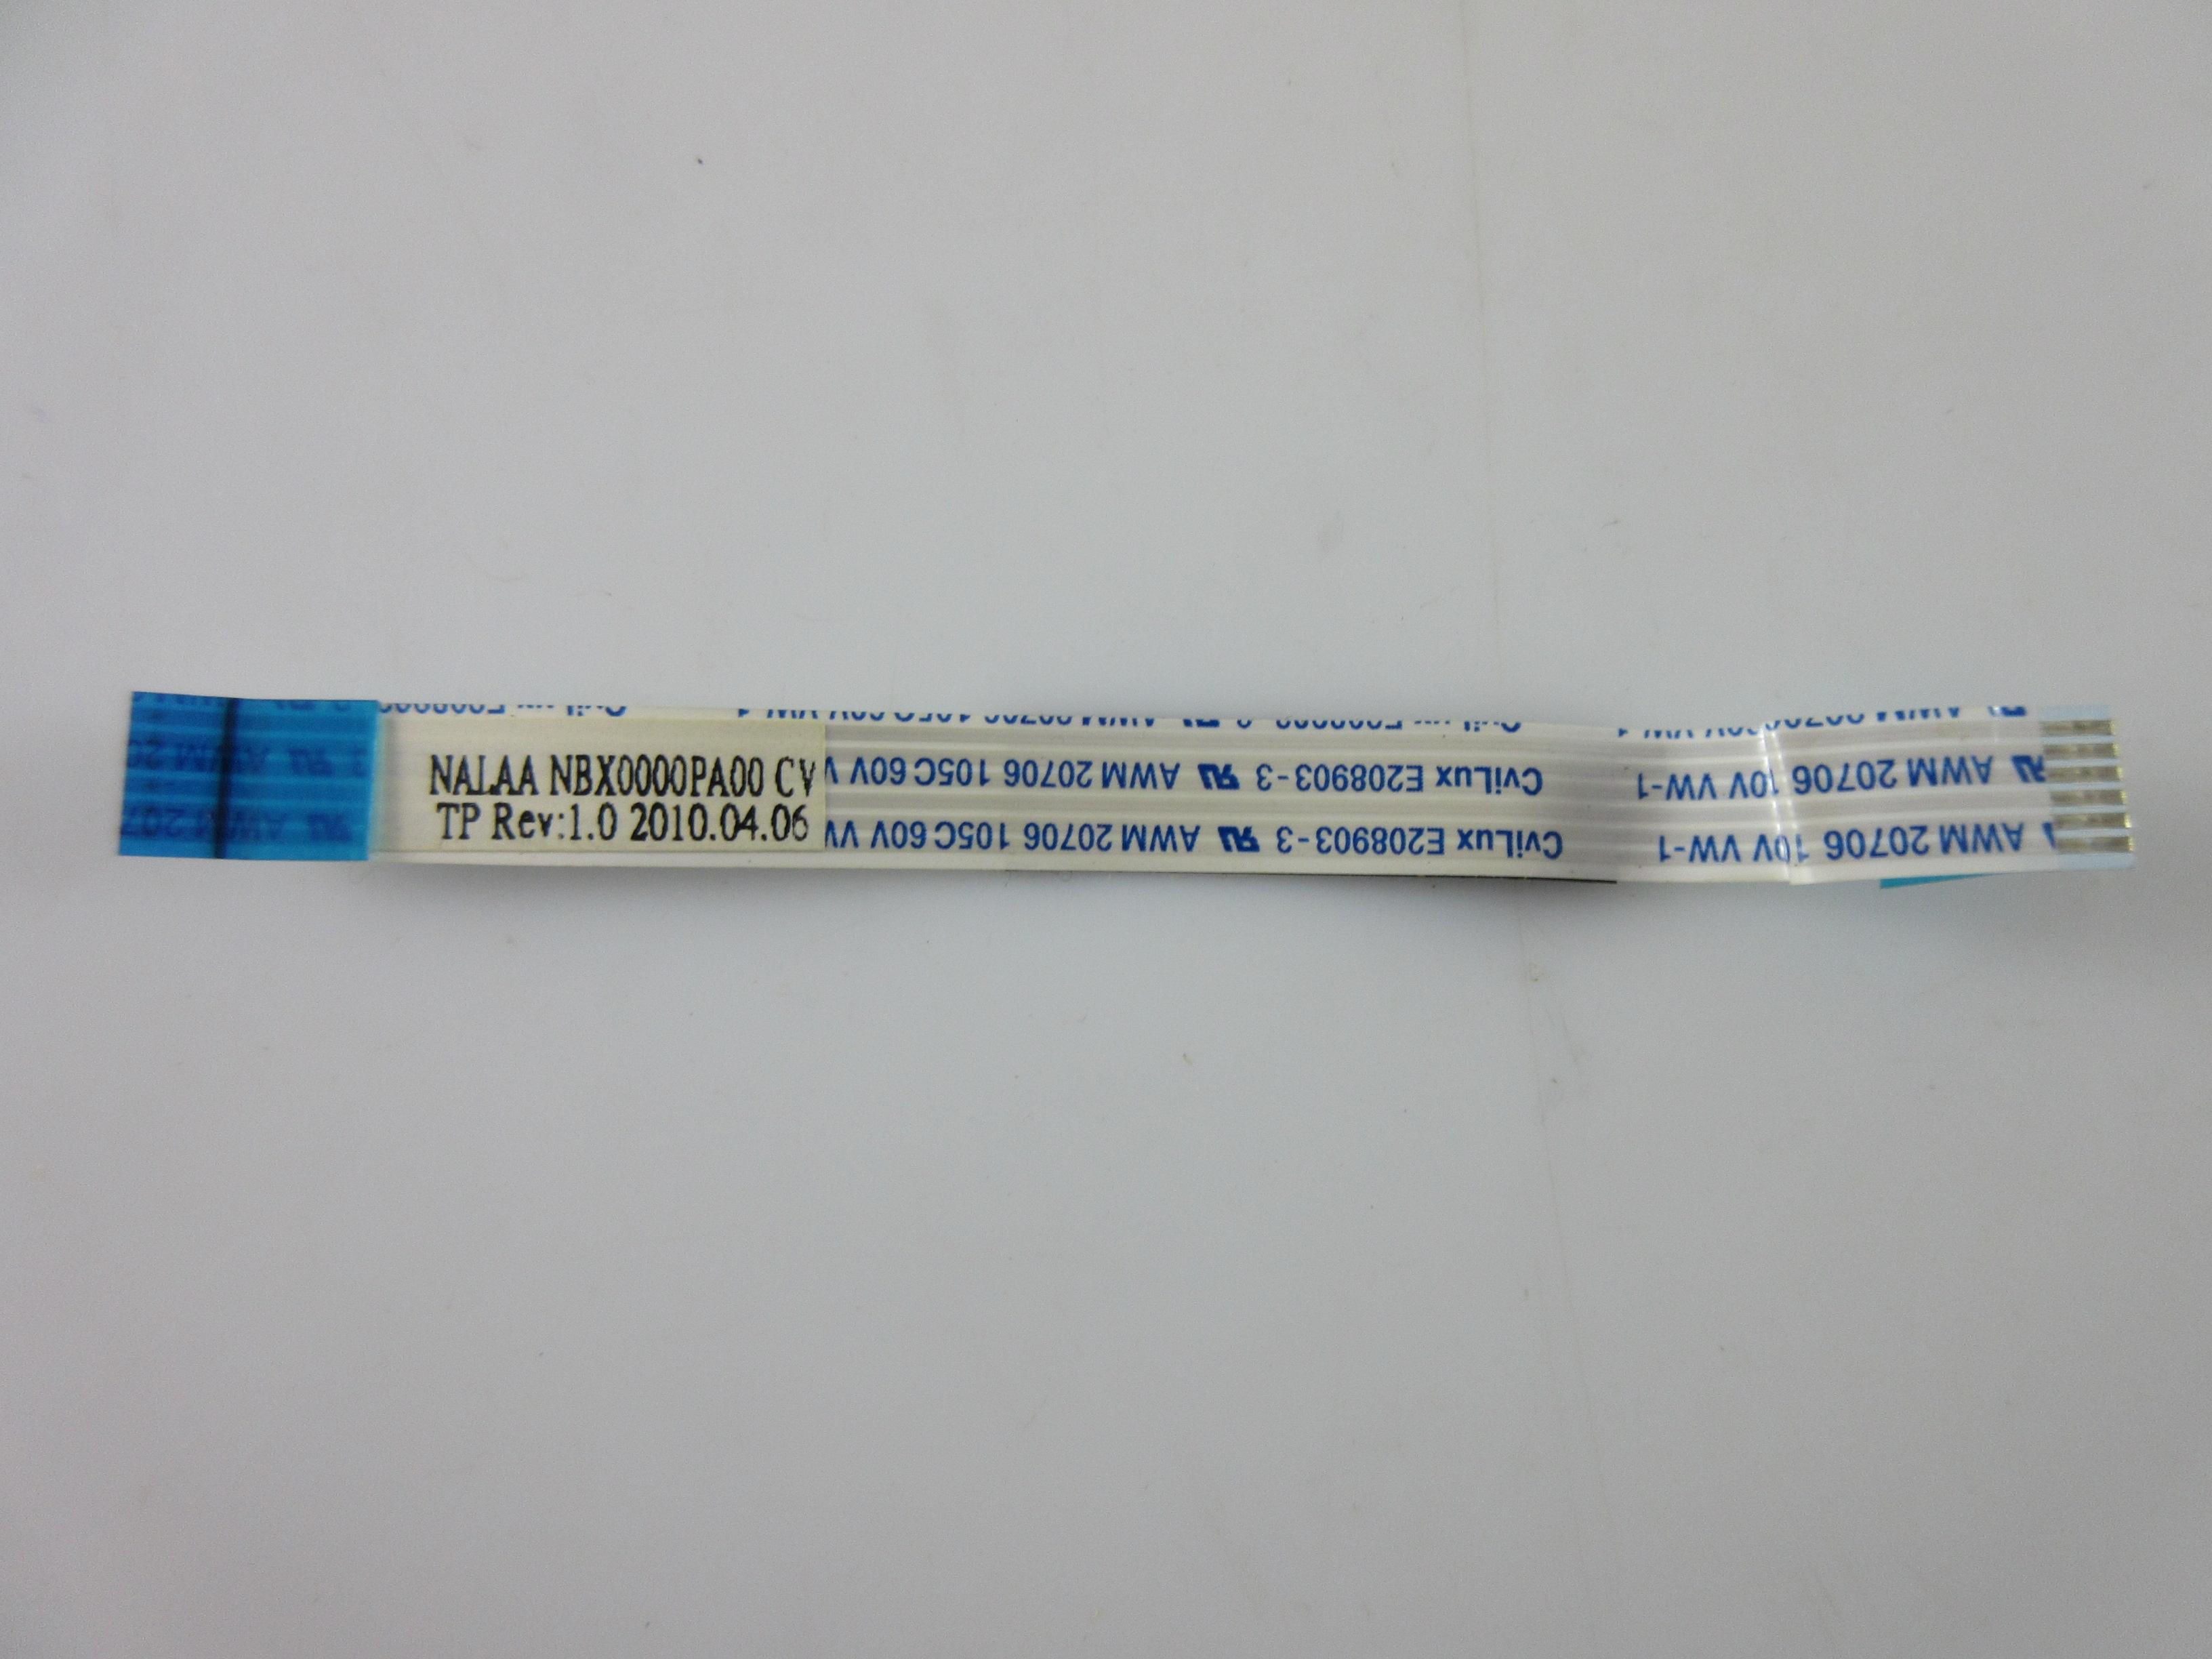 NALAA NBX0000PA00 CV
TP Rev:1.0 2010.04.06
CviLux E208903-3 AWM 20706 105C 60V V
CviLux E208903-3 AWM 20706 105C 60V VV
AWM 20706 10V VW-1
AWM 20706 10V VW-1